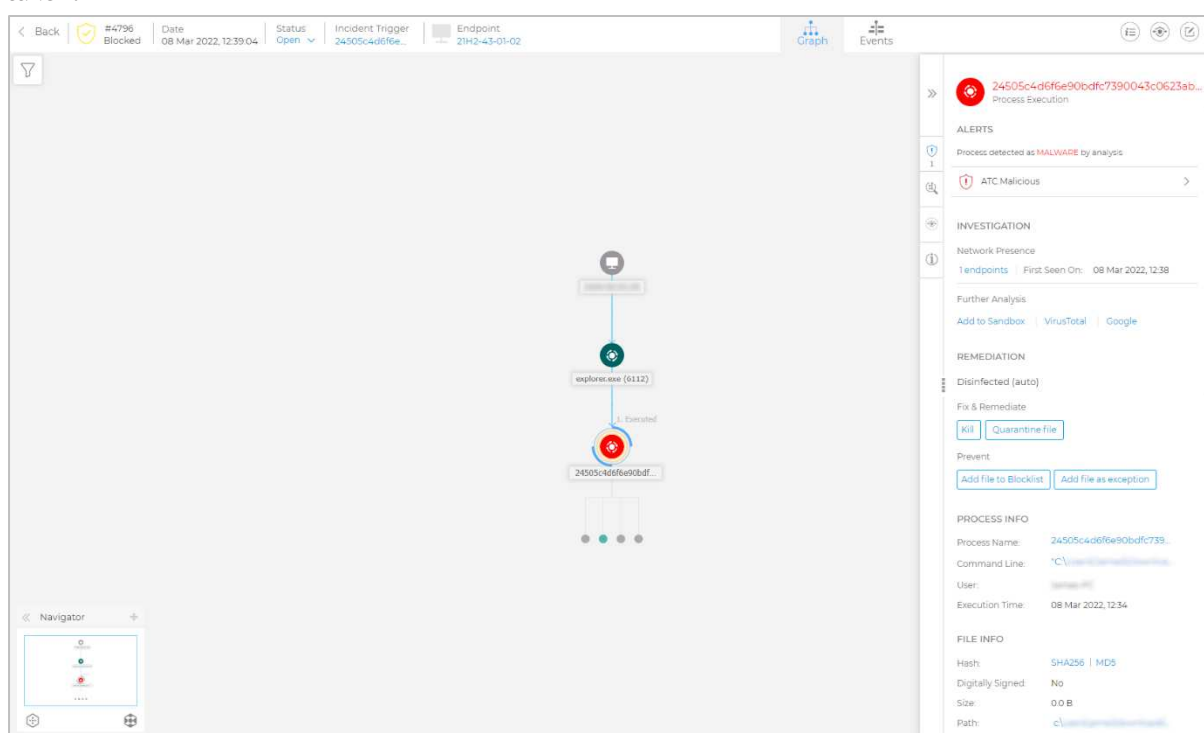 Back
#4796
Blocked
Date
08 Mar 2022, 12:39:04
Status
Open
Incident Trigger
24505c4d6f6e...
Endpoint
21H2-43-01-02
Graph
Events
explorer.exe (6112)
1. Executed
24505c4d6f6e90bdf...
Navigator
1
24505c4d6f6e90bdfc7390043c0623ab...
Process Execution
ALERTS
Process detected as MALWARE by analysis
ATC Malicious
INVESTIGATION
Network Presence
1 endpoints First Seen On: 08 Mar 2022, 12:38
Further Analysis
Add to Sandbox VirusTotal Google
REMEDIATION
Disinfected (auto)
Fix & Remediate
Kill Quarantine file
Prevent
Add file to Blocklist Add file as exception
PROCESS INFO
Process Name: 24505c4d6f6e90bdfc739...
Command Line: "C:\
User:
Execution Time: 08 Mar 2022, 12:34
FILE INFO
Hash: SHA256 | MD5
Digitally Signed: No
Size: 0.0 B
Path: c:\